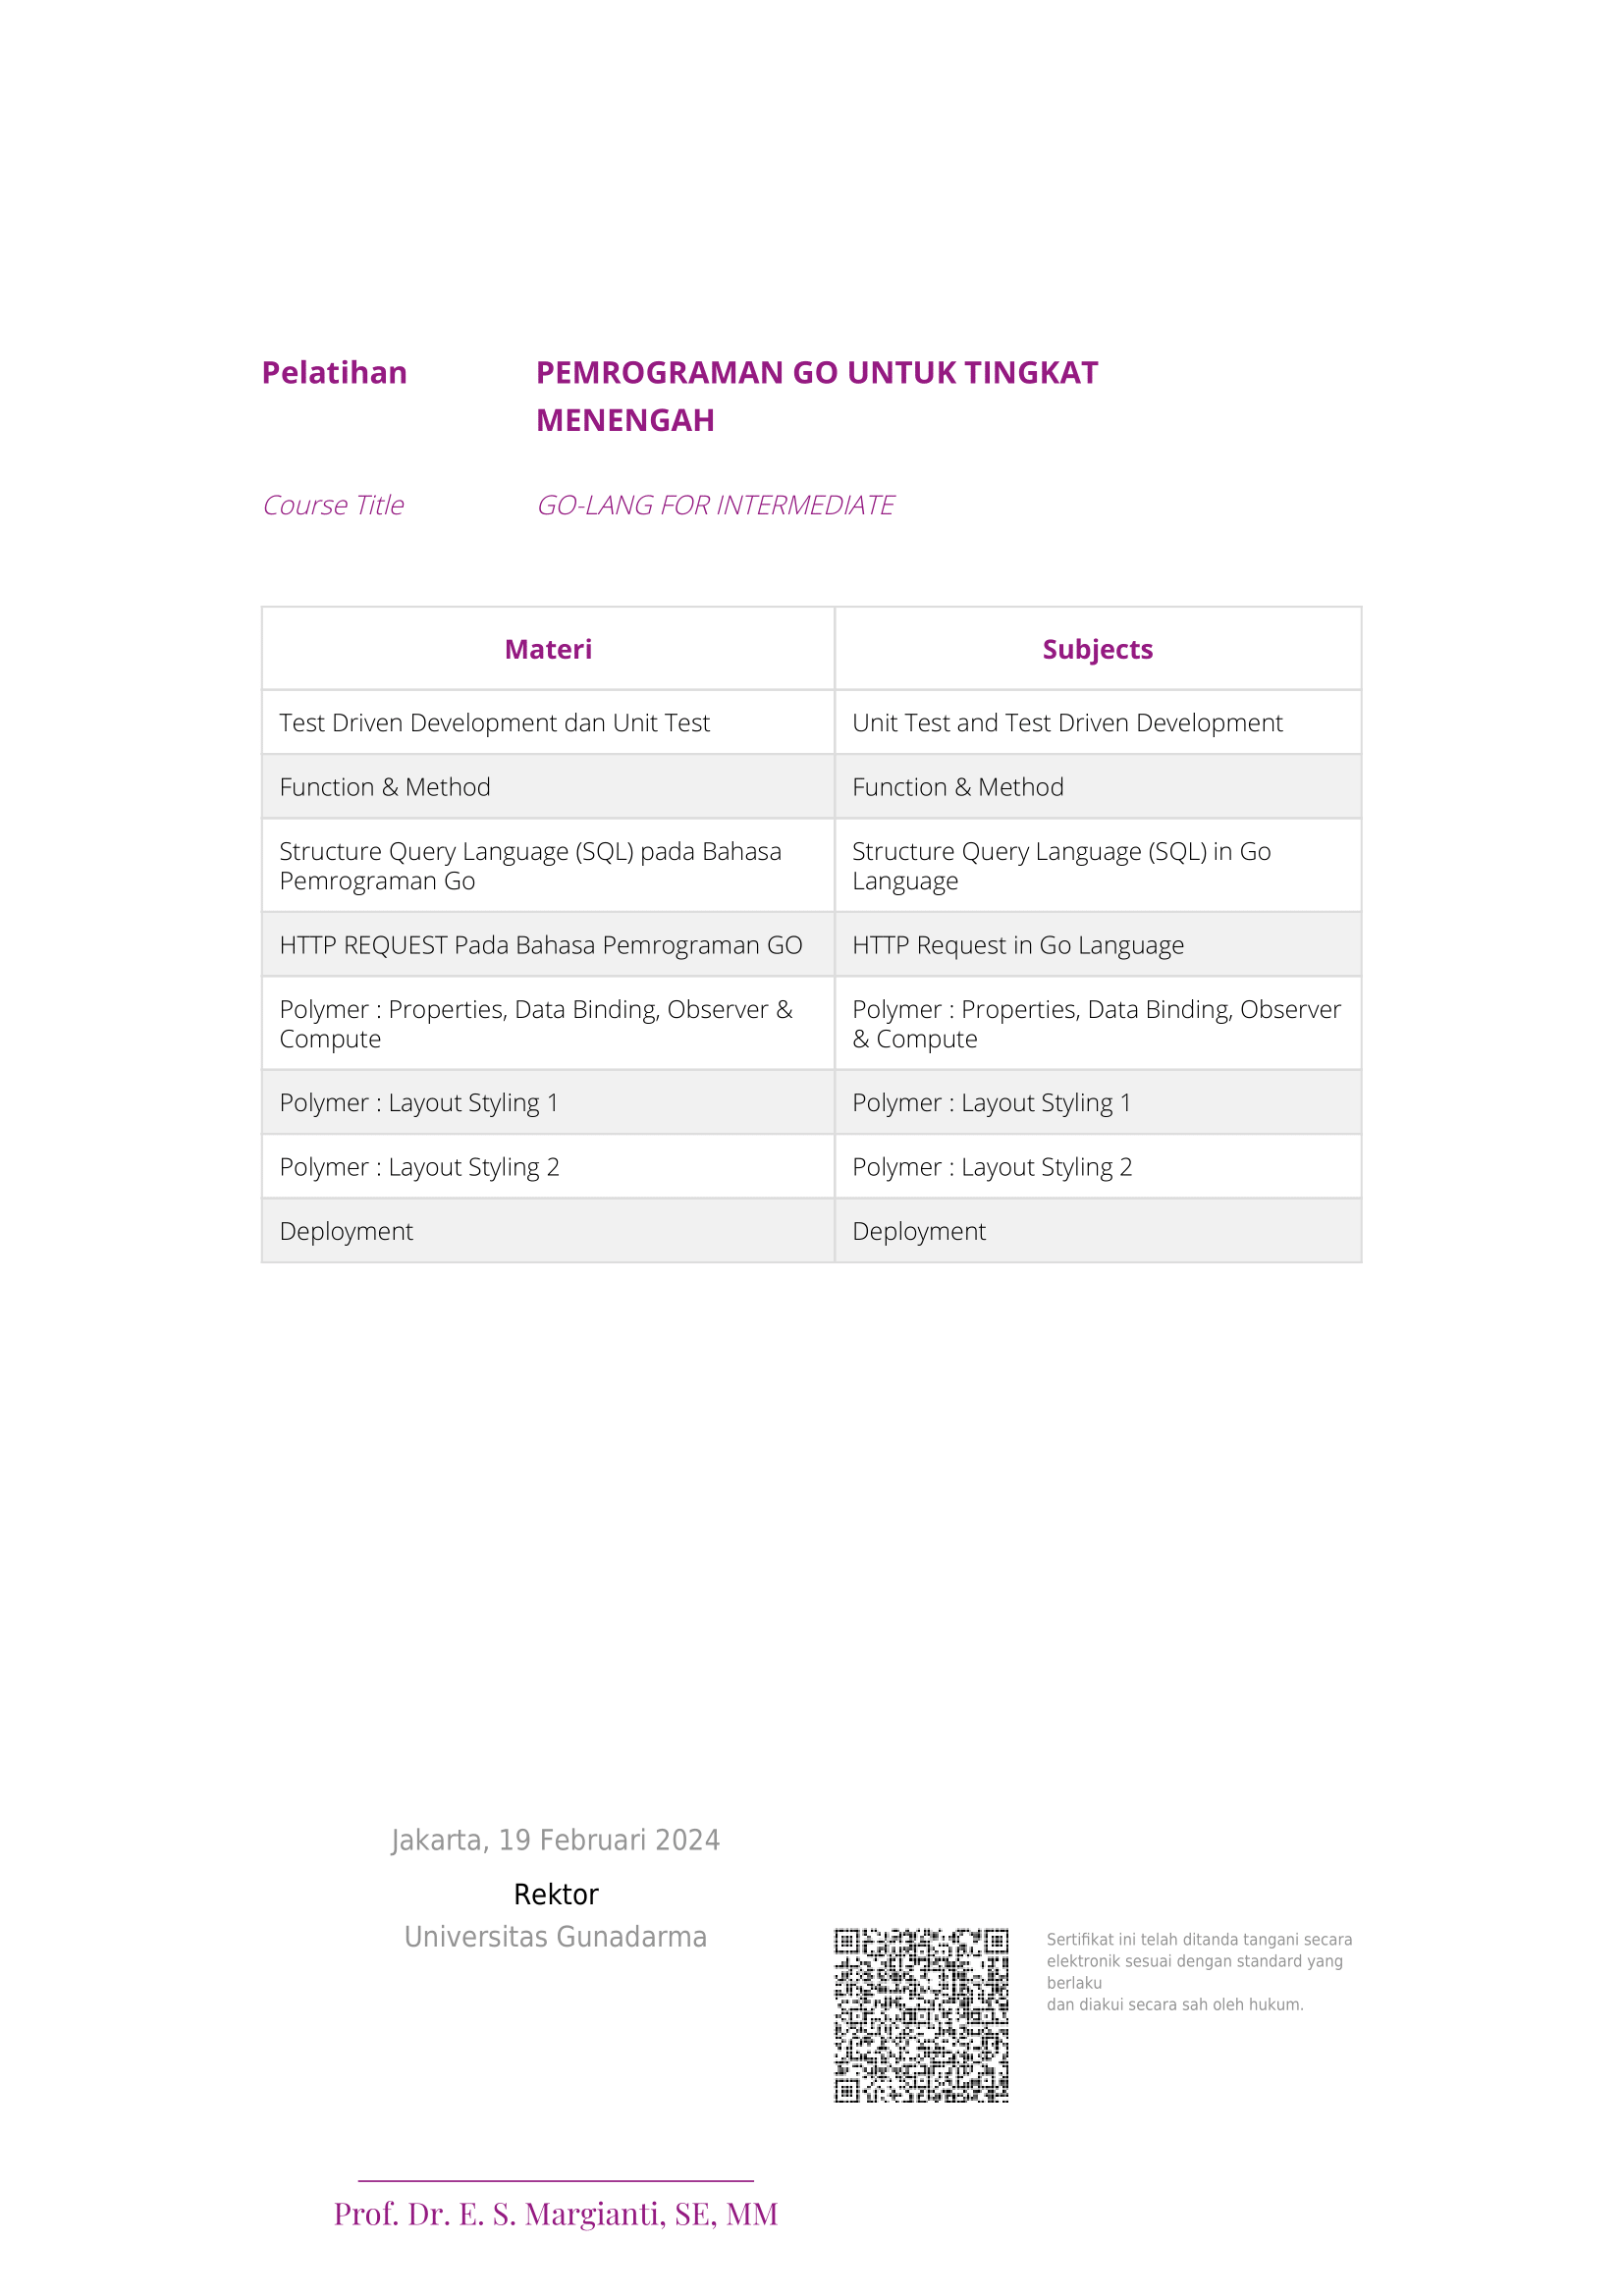 Pelatihan PEMROGRAMAN GO UNTUK TINGKAT
MENENGAH
Course Title GO-LANG FOR INTERMEDIATE
Materi Subjects
Test Driven Development dan Unit Test Unit Test and Test Driven Development
Function & Method Function & Method
Structure Query Language (SQL) pada Bahasa Structure Query Language (SQL) in Go
Pemrograman Go Language
HTTP REQUEST Pada Bahasa Pemrograman GO HTTP Request in Go Language
Polymer : Properties, Data Binding, Observer & Polymer : Properties, Data Binding, Observer
Compute & Compute
Polymer : Layout Styling 1 Polymer : Layout Styling 1
Polymer : Layout Styling 2 Polymer : Layout Styling 2
Deployment Deployment
Jakarta, 19 Februari 2024
Rektor
Universitas Gunadarma
Sertifikat ini telah ditanda tangani secara
elektronik sesuai dengan standard yang
berlaku
dan diakui secara sah oleh hukum.
Prof. Dr. E. S. Margianti, SE, MM